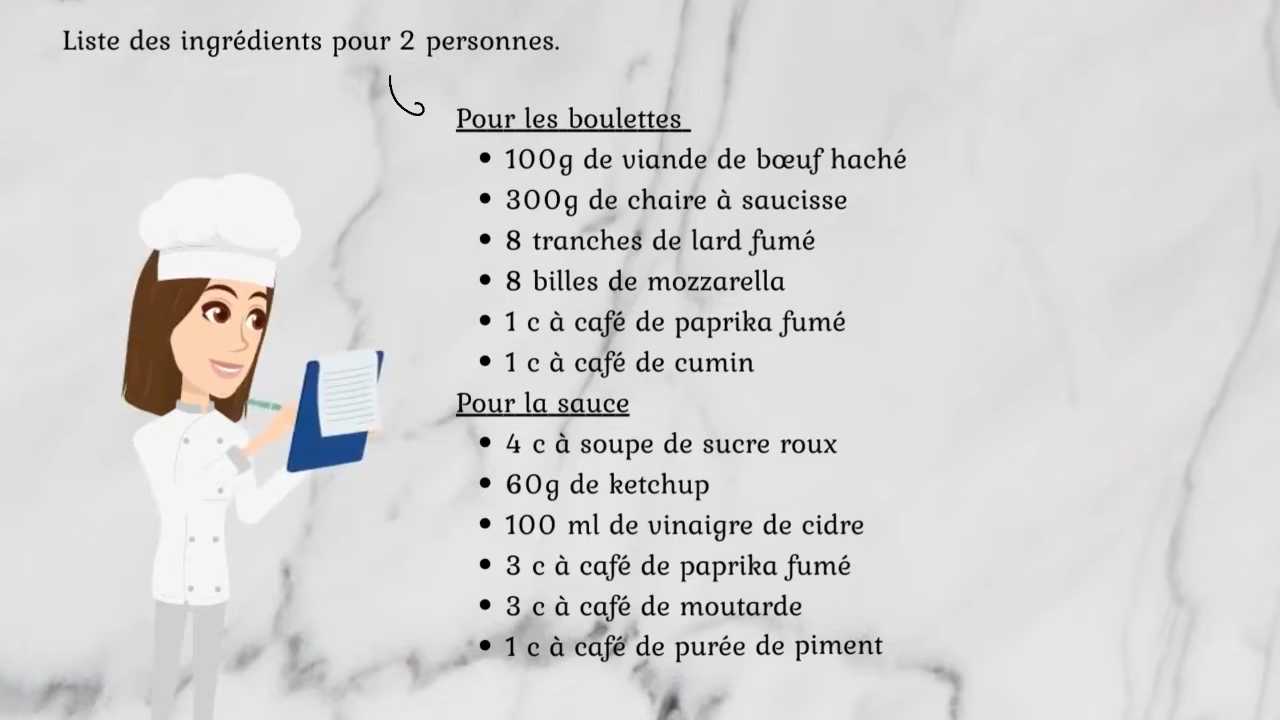 Liste des ingrédients pour 2 personnes.
Pour les boulettes
• 100g de viande de bœuf haché
• 300g de chaire à saucisse
• 8 tranches de lard fumé
• 8 billes de mozzarella
• 1 c à café de paprika fumé
• 1 c à café de cumin
Pour la sauce
• 4 c à soupe de sucre roux
• 60g de ketchup
• 100 ml de vinaigre de cidre
• 3 c à café de paprika fumé
• 3 c à café de moutarde
• 1 c à café de purée de piment